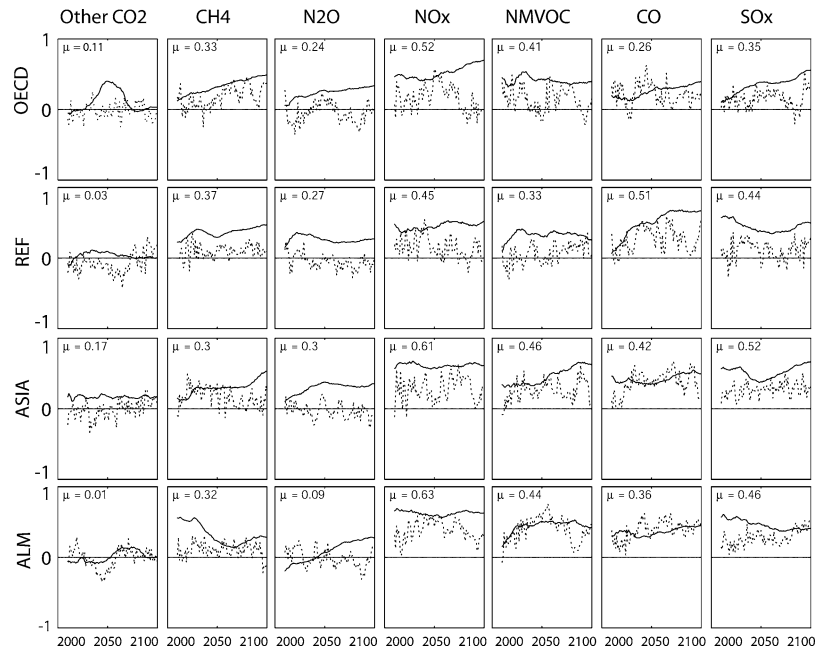 Other CO2 CH4 N2O NOx NMVOC CO SOx
1 μ = 0.11 μ = 0.33 μ = 0.24 μ = 0.52 μ = 0.41 μ = 0.26 μ = 0.35
OECD
0
-1
1 μ = 0.03 μ = 0.37 μ = 0.27 μ = 0.45 μ = 0.33 μ = 0.51 μ = 0.44
REF
0
-1
1 μ = 0.17 μ = 0.3 μ = 0.3 μ = 0.61 μ = 0.46 μ = 0.42 μ = 0.52
ASIA
0
-1
1 μ = 0.01 μ = 0.32 μ = 0.09 μ = 0.63 μ = 0.44 μ = 0.36 μ = 0.46
ALM
0
-1
2000 2050 2100 2000 2050 2100 2000 2050 2100 2000 2050 2100 2000 2050 2100 2000 2050 2100 2000 2050 2100